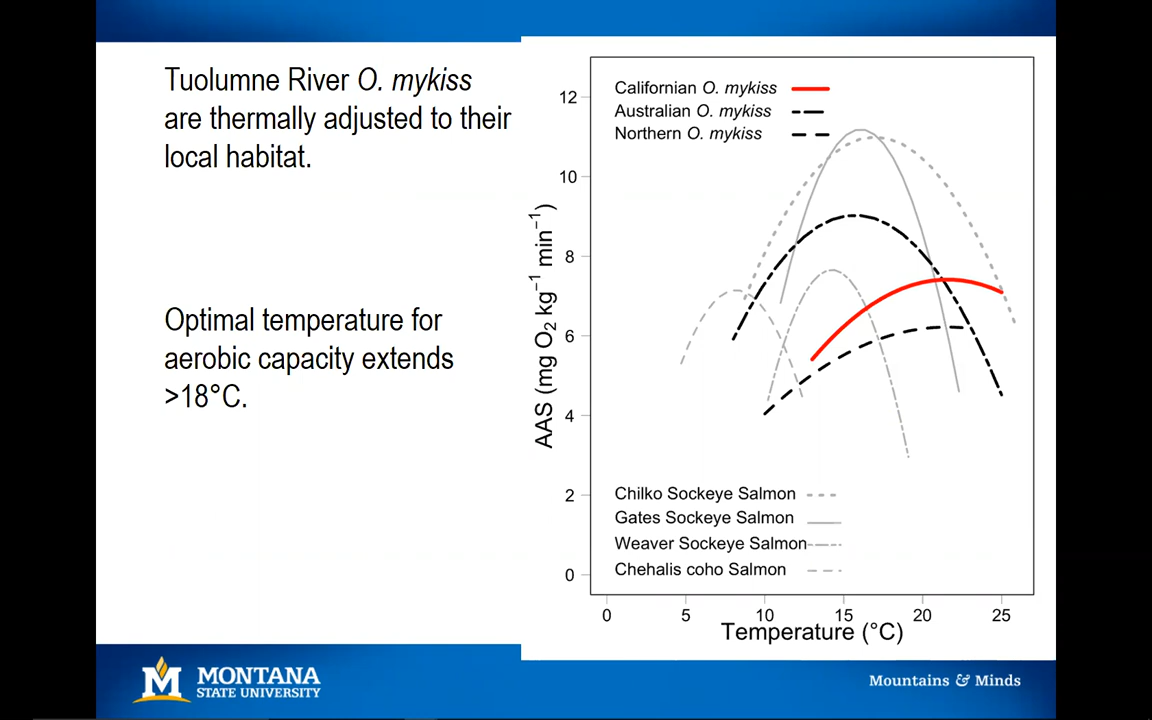 Tuolumne River O. mykiss
are thermally adjusted to their
local habitat.
Optimal temperature for
aerobic capacity extends
>18°C.
Californian O. mykiss
Australian O. mykiss
Northern O. mykiss
12
10
8
6
4
2
0
AAS (mg O₂ kg⁻¹ min⁻¹)
Chilko Sockeye Salmon
Gates Sockeye Salmon
Weaver Sockeye Salmon
Chehalis coho Salmon
0 5 10 15 20 25
Temperature (°C)
M MONTANA
STATE UNIVERSITY
Mountains & Minds